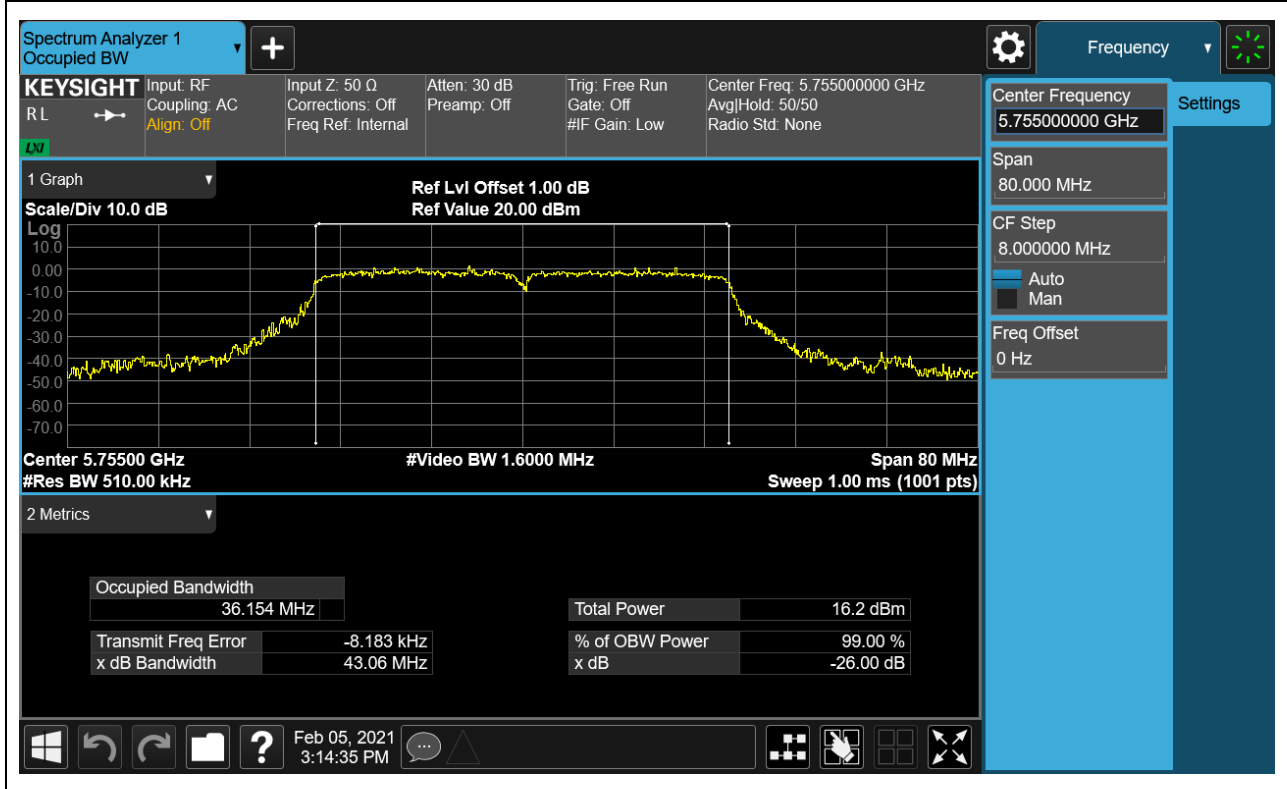 Spectrum Analyzer 1
Occupied BW
+
Frequency
KEYSIGHT
R L
LXI
Input: RF
Coupling: AC
Align: Off
Input Z: 50 Ω
Corrections: Off
Freq Ref: Internal
Atten: 30 dB
Preamp: Off
Trig: Free Run
Gate: Off
#IF Gain: Low
Center Freq: 5.755000000 GHz
Avg|Hold: 50/50
Radio Std: None
Center Frequency
5.755000000 GHz
Settings
Span
80.000 MHz
CF Step
8.000000 MHz
Auto
Man
Freq Offset
0 Hz
1 Graph
Scale/Div 10.0 dB
Ref Lvl Offset 1.00 dB
Ref Value 20.00 dBm
Log
10.0
0.00
-10.0
-20.0
-30.0
-40.0
-50.0
-60.0
-70.0
Center 5.75500 GHz
#Video BW 1.6000 MHz
Span 80 MHz
#Res BW 510.00 kHz
Sweep 1.00 ms (1001 pts)
2 Metrics
Occupied Bandwidth
36.154 MHz
Total Power 16.2 dBm
Transmit Freq Error -8.183 kHz
% of OBW Power 99.00 %
x dB Bandwidth 43.06 MHz
x dB -26.00 dB
?
Feb 05, 2021
3:14:35 PM